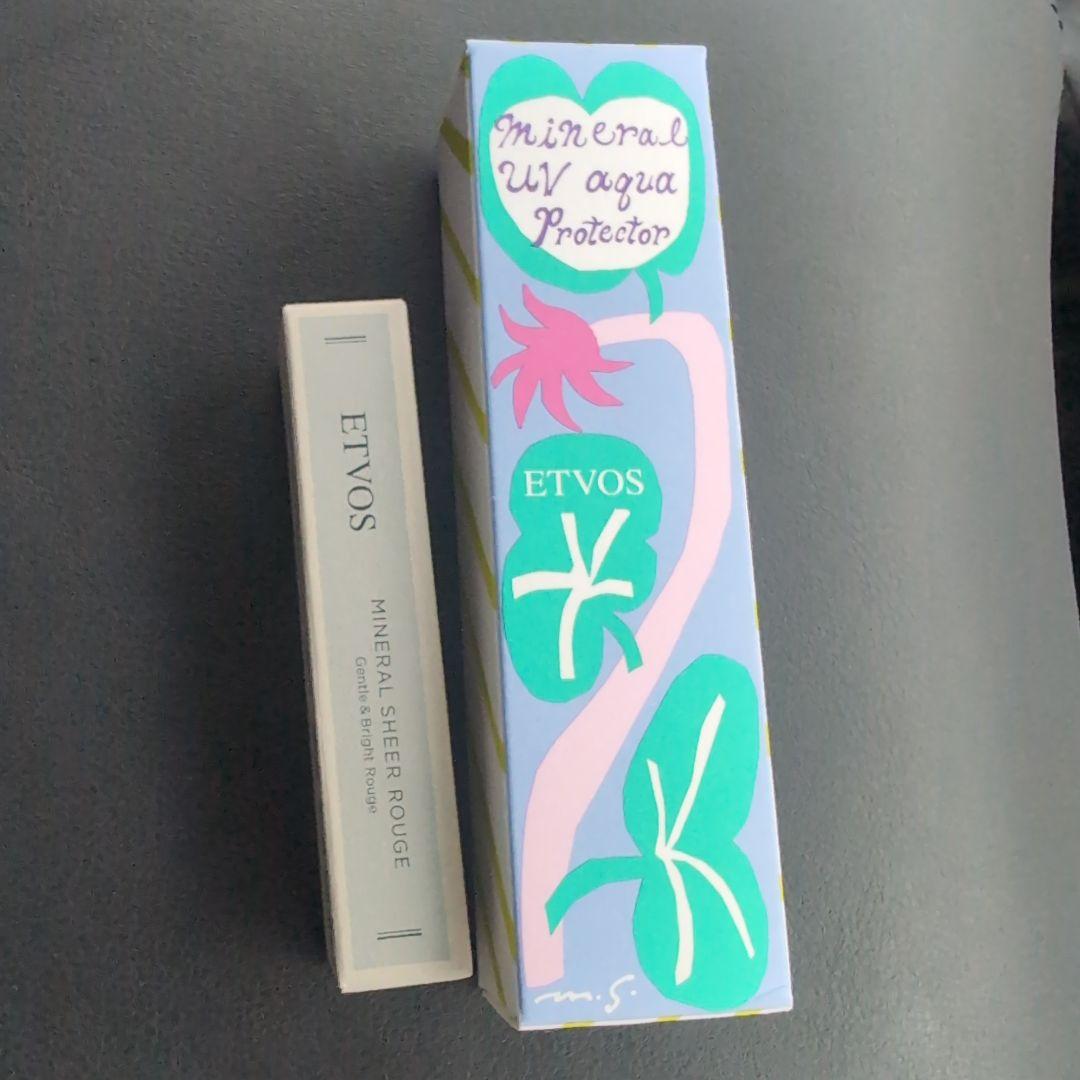 ETVOS
MINERAL SHEER ROUGE
Gentle & Bright Rouge
mineral
UV aqua
Protector
ETVOS
m.s.